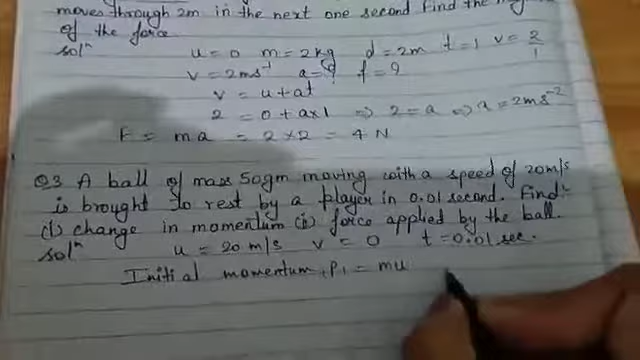 moves through 2m in the next one second find the
of the force
solⁿ u = 0 m = 2kg d = 2m t = 1 v = 2/1
v = 2ms⁻¹ a = ? f = ?
v = u + at
2 = 0 + a×1 ⇒ 2 = a ⇒ a = 2ms⁻²
F = ma = 2×2 = 4 N
Q3 A ball of mass 50gm moving with a speed of 20m/s
is brought to rest by a player in 0.01 second. Find:
(i) change in momentum (ii) force applied by the ball.
solⁿ u = 20 m/s v = 0 t = 0.01 sec.
Initial momentum, P₁ = mu